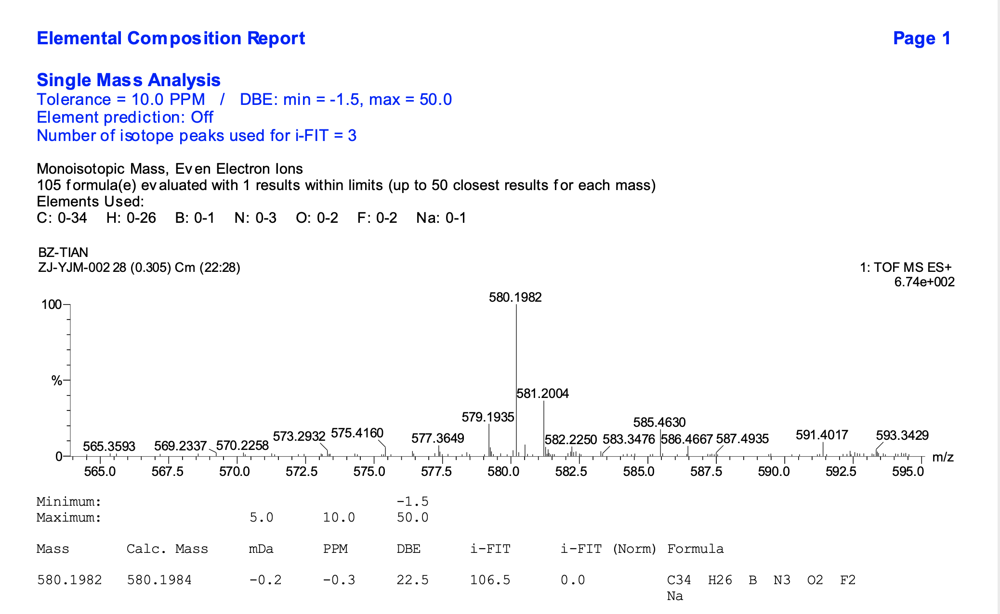 Elemental Composition Report Page 1
Single Mass Analysis
Tolerance = 10.0 PPM / DBE: min = -1.5, max = 50.0
Element prediction: Off
Number of isotope peaks used for i-FIT = 3
Monoisotopic Mass, Even Electron Ions
105 formula(e) evaluated with 1 results within limits (up to 50 closest results for each mass)
Elements Used:
C: 0-34 H: 0-26 B: 0-1 N: 0-3 O: 0-2 F: 0-2 Na: 0-1
BZ-TIAN
ZJ-YJM-002 28 (0.305) Cm (22:28) 1: TOF MS ES+
6.74e+002
580.1982
100
%
581.2004
579.1935
585.4630
573.2932 575.4160 577.3649 591.4017 593.3429
565.3593 569.2337 570.2258 582.2250 583.3476 586.4667 587.4935
0 m/z
565.0 567.5 570.0 572.5 575.0 577.5 580.0 582.5 585.0 587.5 590.0 592.5 595.0
Minimum: -1.5
Maximum: 5.0 10.0 50.0
Mass Calc. Mass mDa PPM DBE i-FIT i-FIT (Norm) Formula
580.1982 580.1984 -0.2 -0.3 22.5 106.5 0.0 C34 H26 B N3 O2 F2
Na